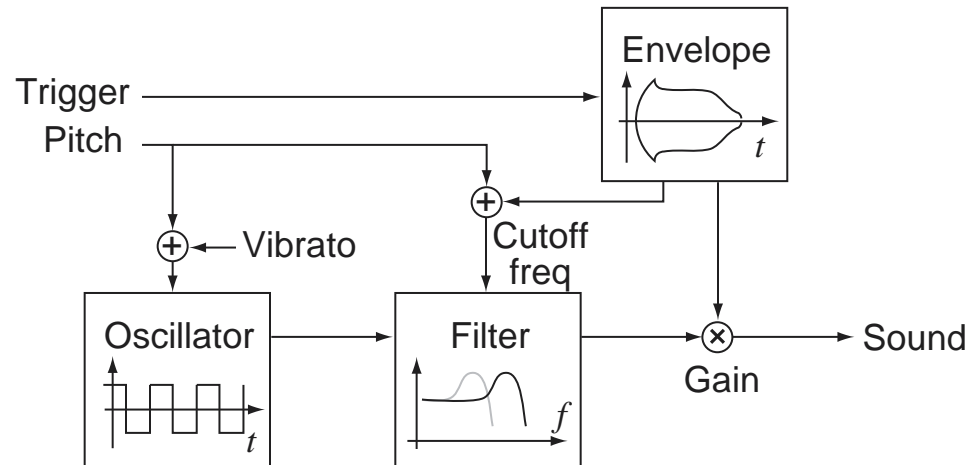 Envelope
t
Trigger
Pitch
+
+
Vibrato
Cutoff
freq
Oscillator
t
Filter
f
×
Gain
Sound